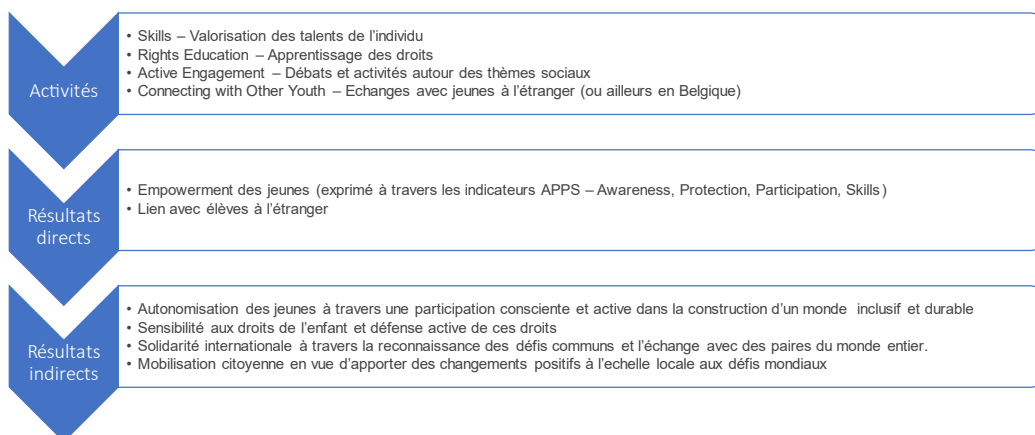 Activités
• Skills – Valorisation des talents de l'individu
• Rights Education – Apprentissage des droits
• Active Engagement – Débats et activités autour des thèmes sociaux
• Connecting with Other Youth – Echanges avec jeunes à l'étranger (ou ailleurs en Belgique)
Résultats
directs
• Empowerment des jeunes (exprimé à travers les indicateurs APPS – Awareness, Protection, Participation, Skills)
• Lien avec élèves à l'étranger
Résultats
indirects
• Autonomisation des jeunes à travers une participation consciente et active dans la construction d'un monde inclusif et durable
• Sensibilité aux droits de l'enfant et défense active de ces droits
• Solidarité internationale à travers la reconnaissance des défis communs et l'échange avec des paires du monde entier.
• Mobilisation citoyenne en vue d'apporter des changements positifs à l'echelle locale aux défis mondiaux